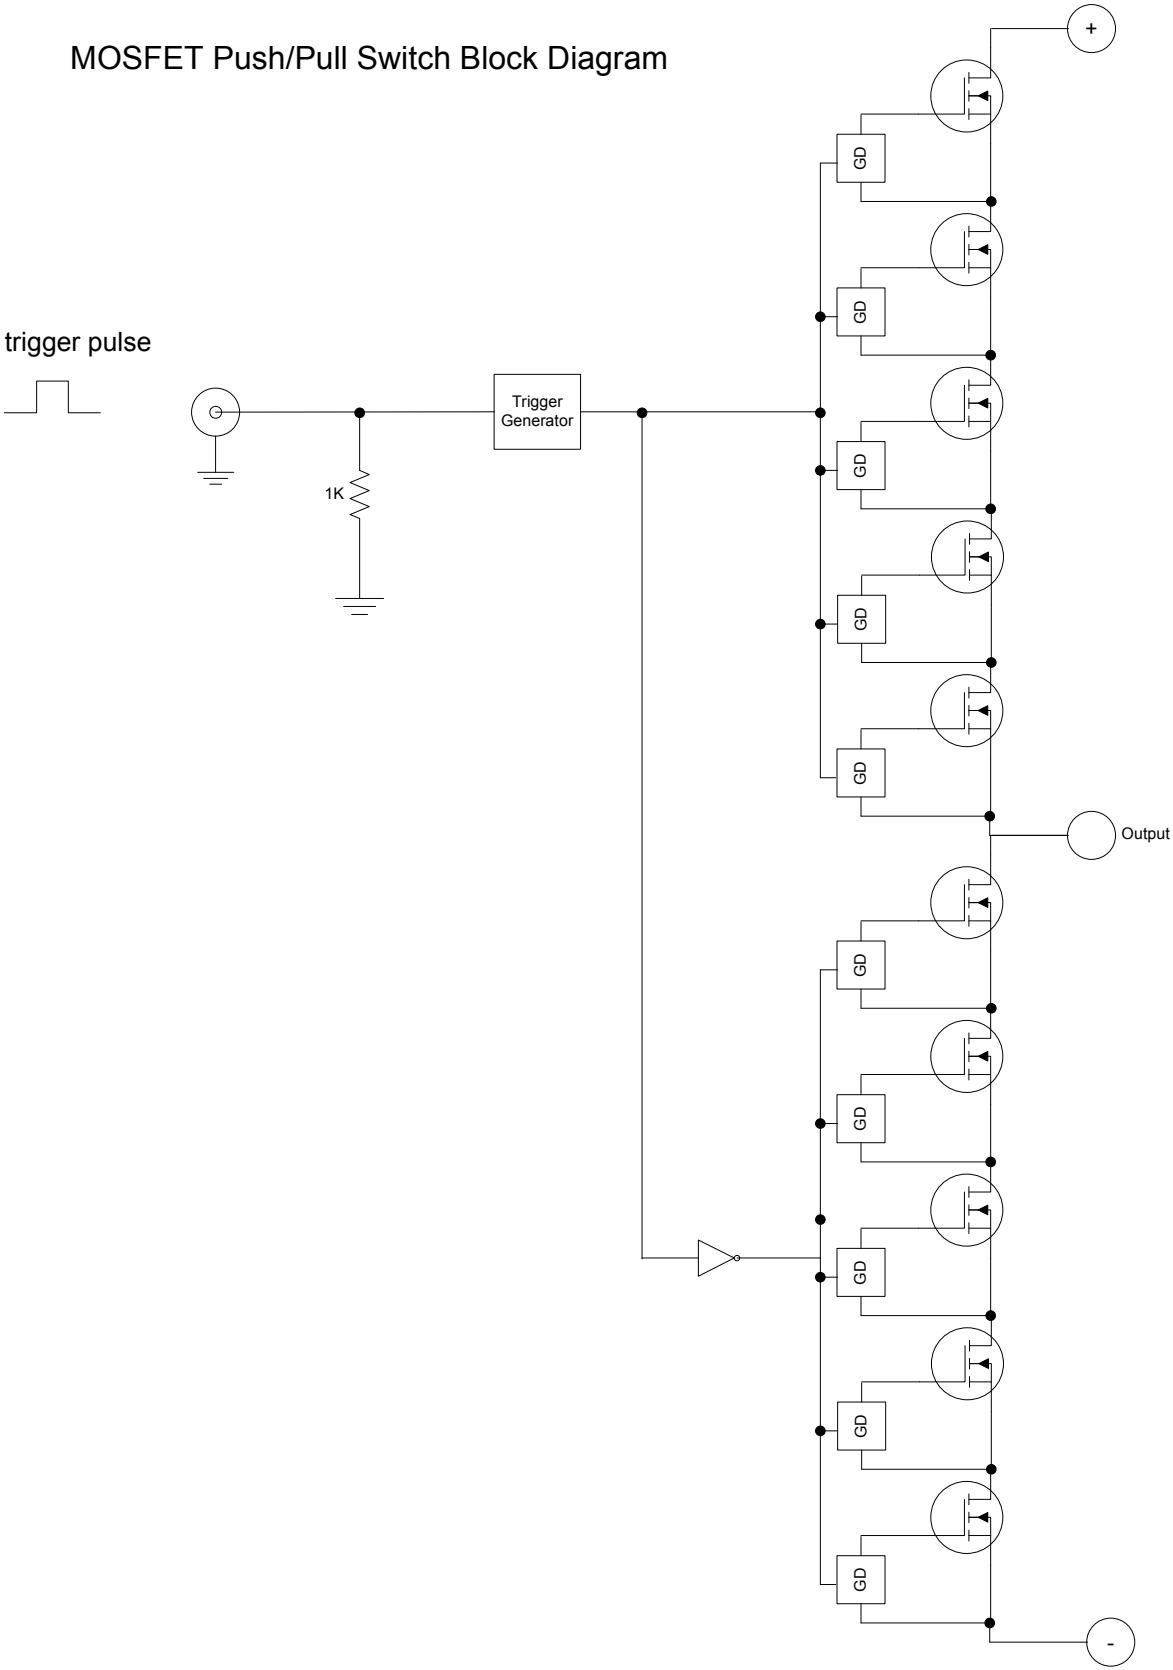 MOSFET Push/Pull Switch Block Diagram
+
GD
GD
trigger pulse
Trigger
Generator
GD
1K
GD
GD
Output
GD
GD
GD
GD
GD
-